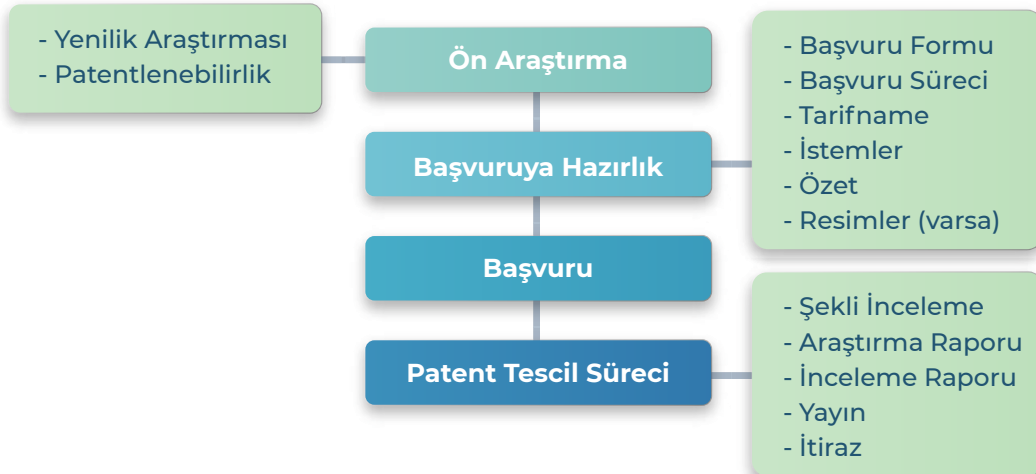 - Yenilik Araştırması
- Patentlenebilirlik
Ön Araştırma
Başvuruya Hazırlık
- Başvuru Formu
- Başvuru Süreci
- Tarifname
- İstemler
- Özet
- Resimler (varsa)
Başvuru
Patent Tescil Süreci
- Şekli İnceleme
- Araştırma Raporu
- İnceleme Raporu
- Yayın
- İtiraz